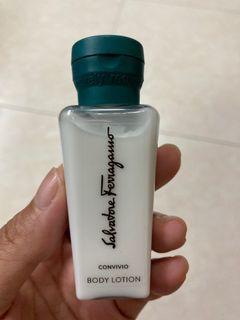 Salvatore Ferragamo
CONVIVIO
BODY LOTION